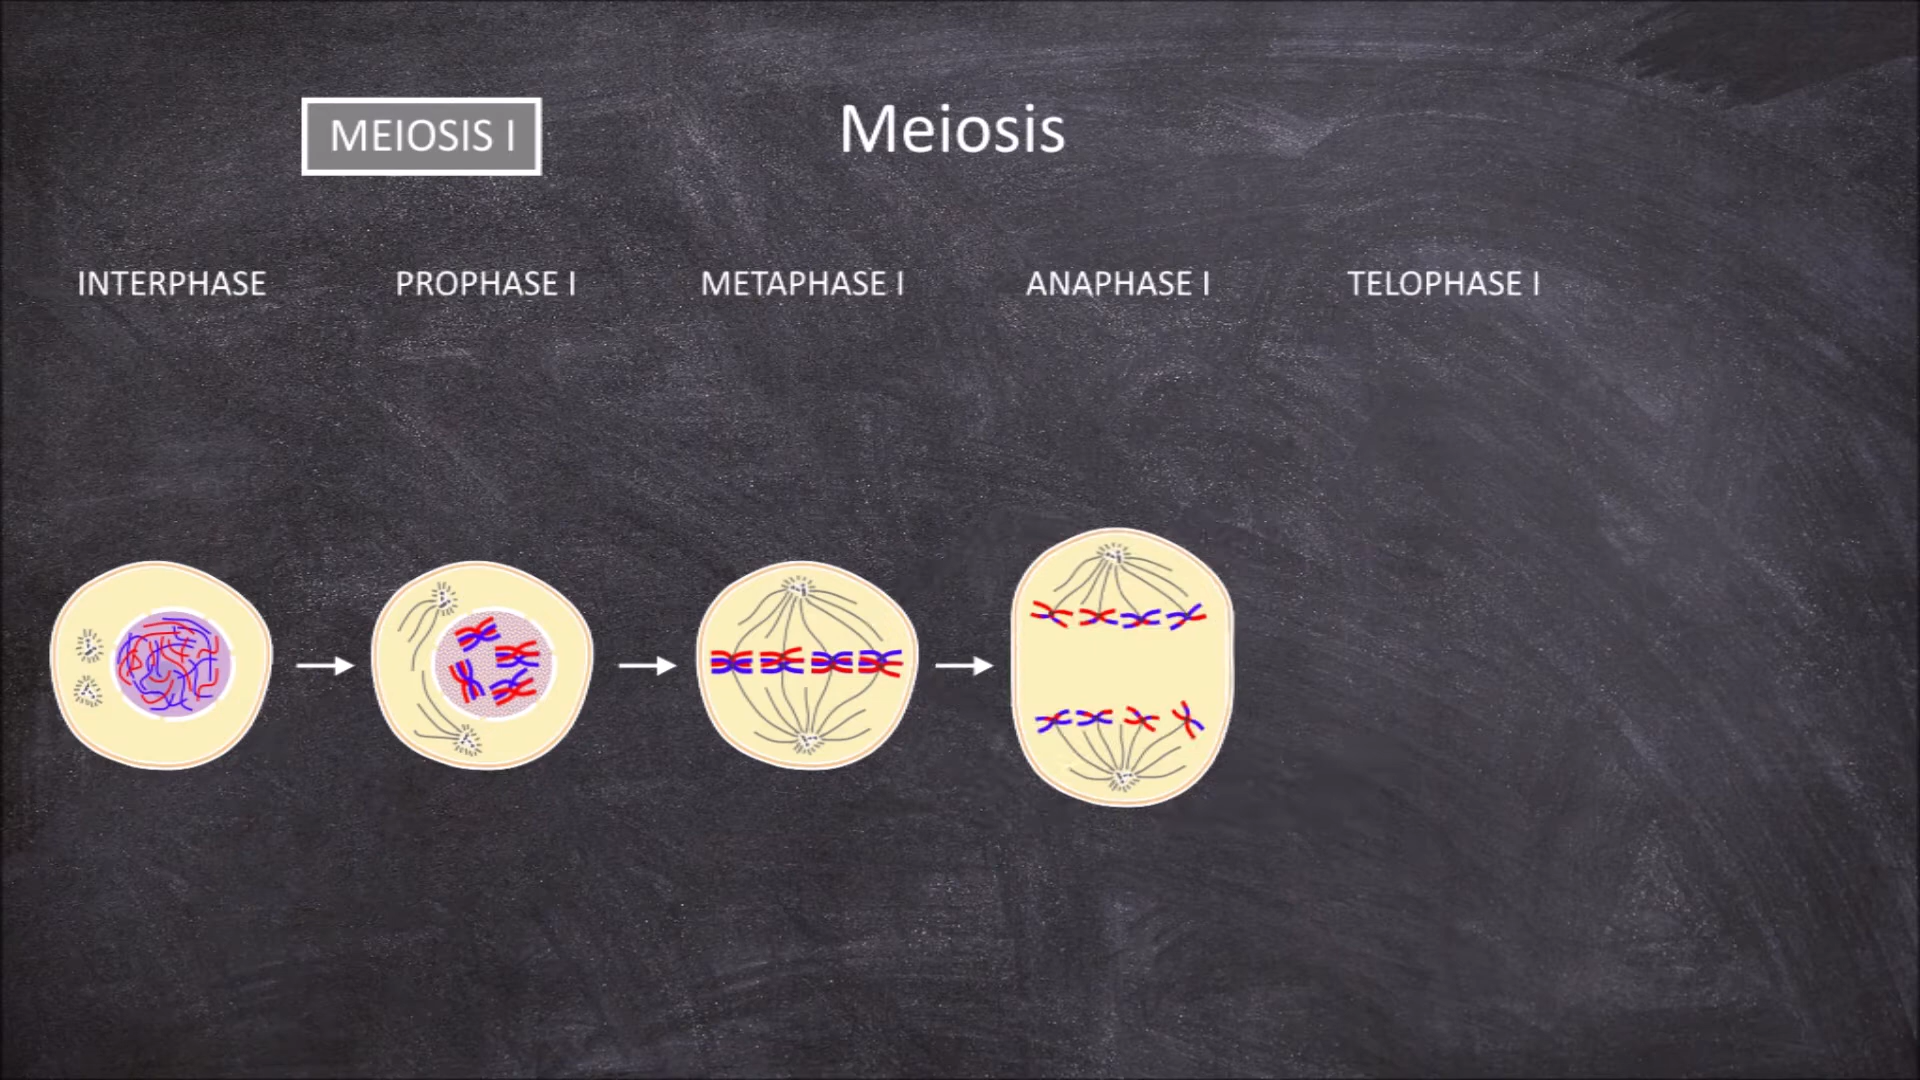 MEIOSIS I
Meiosis
INTERPHASE
PROPHASE I
METAPHASE I
ANAPHASE I
TELOPHASE I